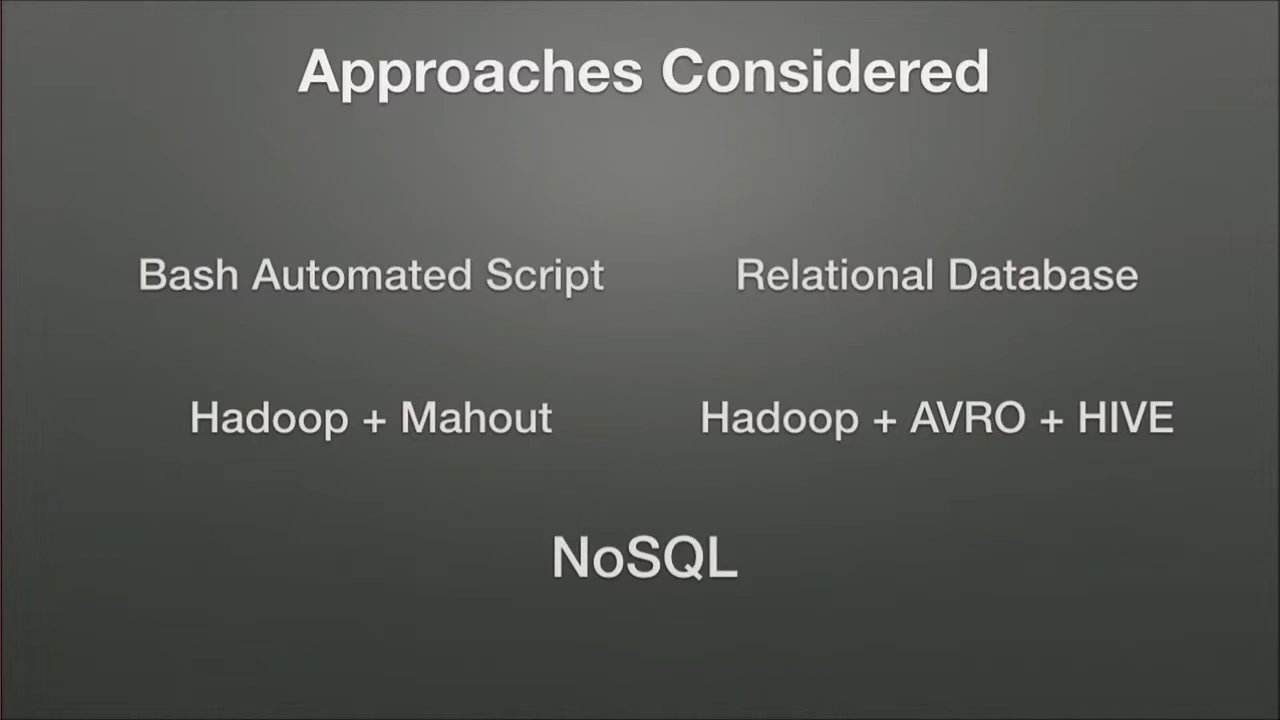 Approaches Considered
Bash Automated Script
Relational Database
Hadoop + Mahout
Hadoop + AVRO + HIVE
NoSQL